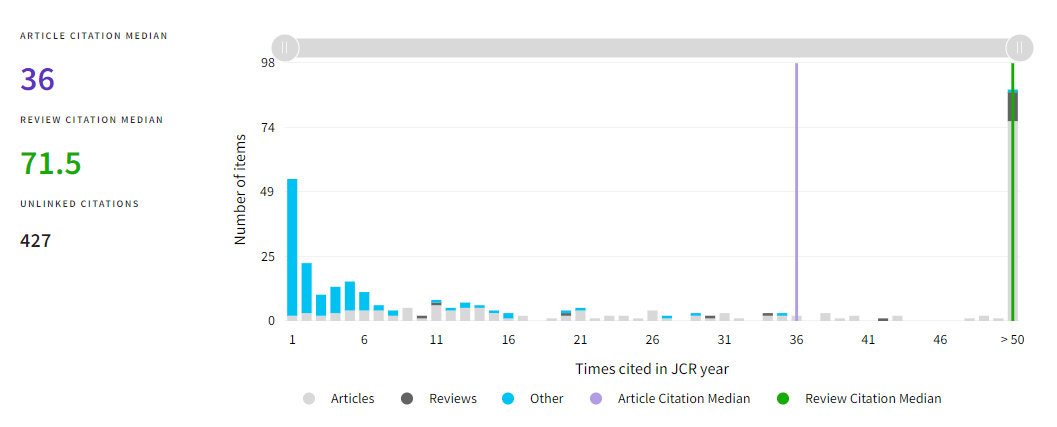 ARTICLE CITATION MEDIAN
36
REVIEW CITATION MEDIAN
71.5
UNLINKED CITATIONS
427
Number of items
98
74
49
25
0
1 6 11 16 21 26 31 36 41 46 > 50
Times cited in JCR year
Articles Reviews Other Article Citation Median Review Citation Median